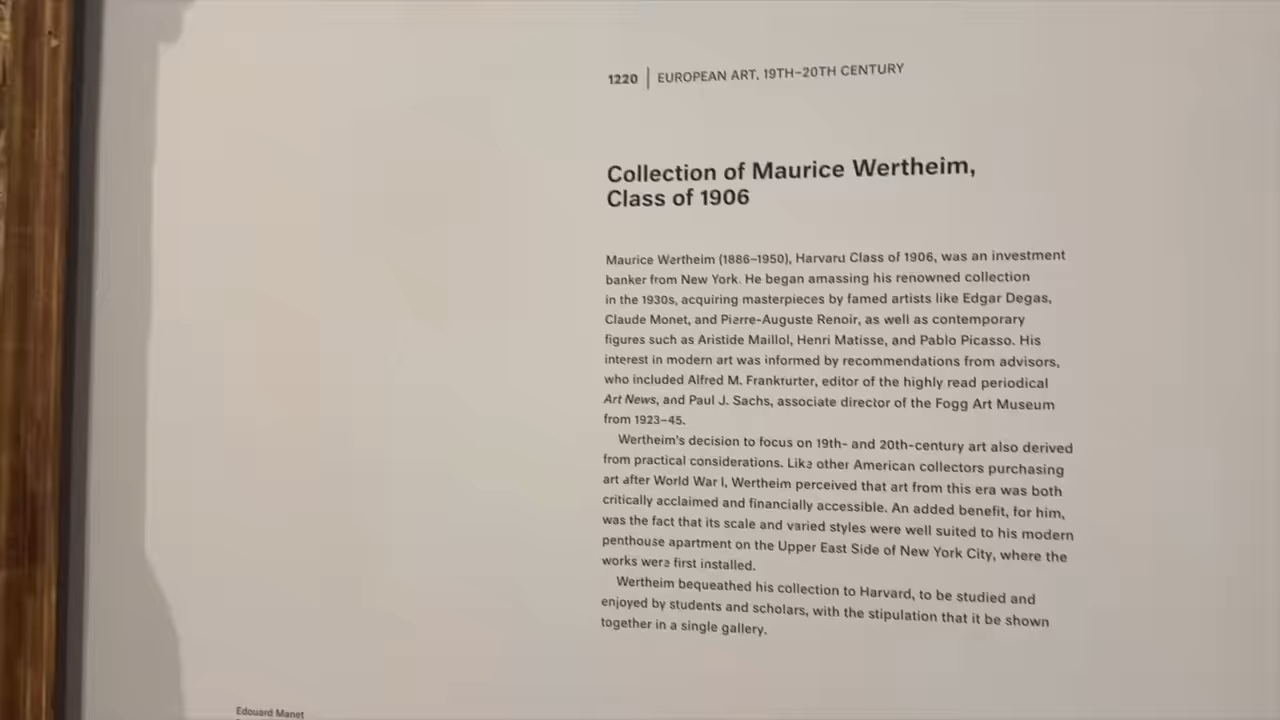 1220 | EUROPEAN ART, 19TH–20TH CENTURY
Collection of Maurice Wertheim,
Class of 1906
Maurice Wertheim (1886–1950), Harvard Class of 1906, was an investment
banker from New York. He began amassing his renowned collection
in the 1930s, acquiring masterpieces by famed artists like Edgar Degas,
Claude Monet, and Pierre-Auguste Renoir, as well as contemporary
figures such as Aristide Maillol, Henri Matisse, and Pablo Picasso. His
interest in modern art was informed by recommendations from advisors,
who included Alfred M. Frankfurter, editor of the highly read periodical
Art News, and Paul J. Sachs, associate director of the Fogg Art Museum
from 1923–45.
Wertheim's decision to focus on 19th- and 20th-century art also derived
from practical considerations. Like other American collectors purchasing
art after World War I, Wertheim perceived that art from this era was both
critically acclaimed and financially accessible. An added benefit, for him,
was the fact that its scale and varied styles were well suited to his modern
penthouse apartment on the Upper East Side of New York City, where the
works were first installed.
Wertheim bequeathed his collection to Harvard, to be studied and
enjoyed by students and scholars, with the stipulation that it be shown
together in a single gallery.
Edouard Manet